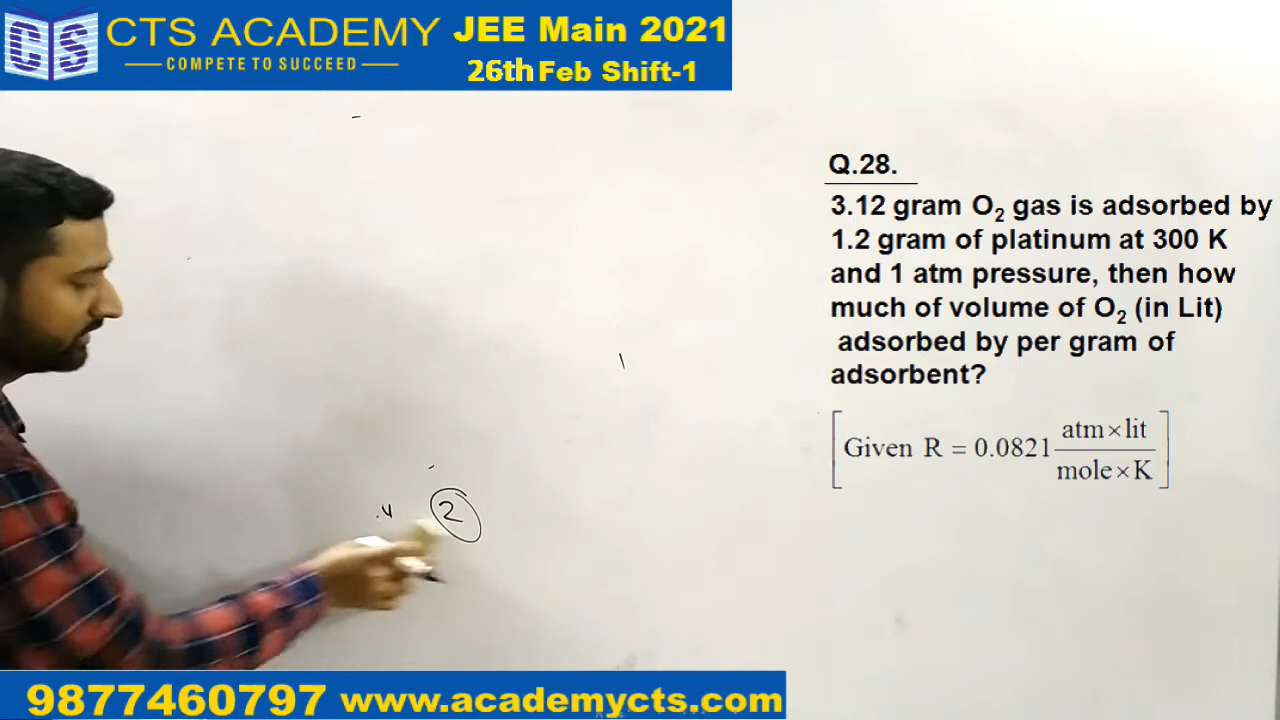 CTS ACADEMY
COMPETE TO SUCCEED
JEE Main 2021
26th Feb Shift-1
Q.28.
3.12 gram O₂ gas is adsorbed by
1.2 gram of platinum at 300 K
and 1 atm pressure, then how
much of volume of O₂ (in Lit)
adsorbed by per gram of
adsorbent?
[Given R = 0.0821 atm×lit / mole×K]
2
9877460797 www.academycts.com